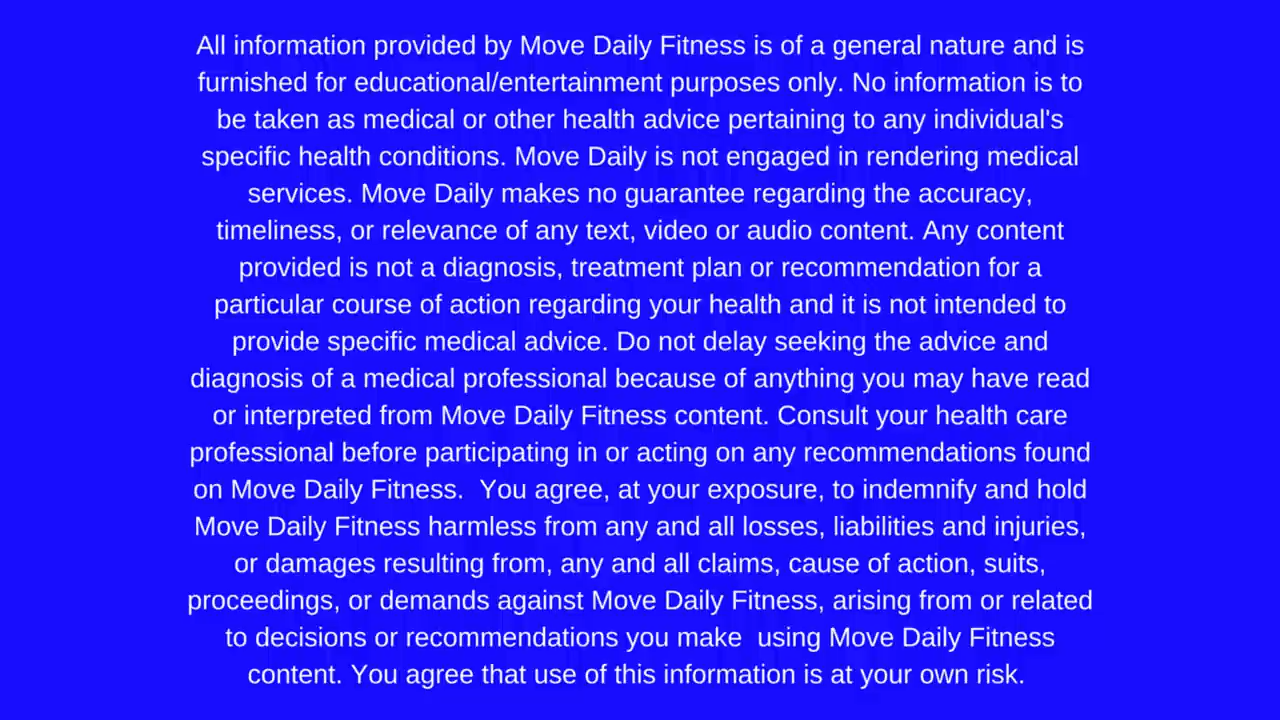 All information provided by Move Daily Fitness is of a general nature and is
furnished for educational/entertainment purposes only. No information is to
be taken as medical or other health advice pertaining to any individual's
specific health conditions. Move Daily is not engaged in rendering medical
services. Move Daily makes no guarantee regarding the accuracy,
timeliness, or relevance of any text, video or audio content. Any content
provided is not a diagnosis, treatment plan or recommendation for a
particular course of action regarding your health and it is not intended to
provide specific medical advice. Do not delay seeking the advice and
diagnosis of a medical professional because of anything you may have read
or interpreted from Move Daily Fitness content. Consult your health care
professional before participating in or acting on any recommendations found
on Move Daily Fitness.  You agree, at your exposure, to indemnify and hold
Move Daily Fitness harmless from any and all losses, liabilities and injuries,
or damages resulting from, any and all claims, cause of action, suits,
proceedings, or demands against Move Daily Fitness, arising from or related
to decisions or recommendations you make  using Move Daily Fitness
content. You agree that use of this information is at your own risk.